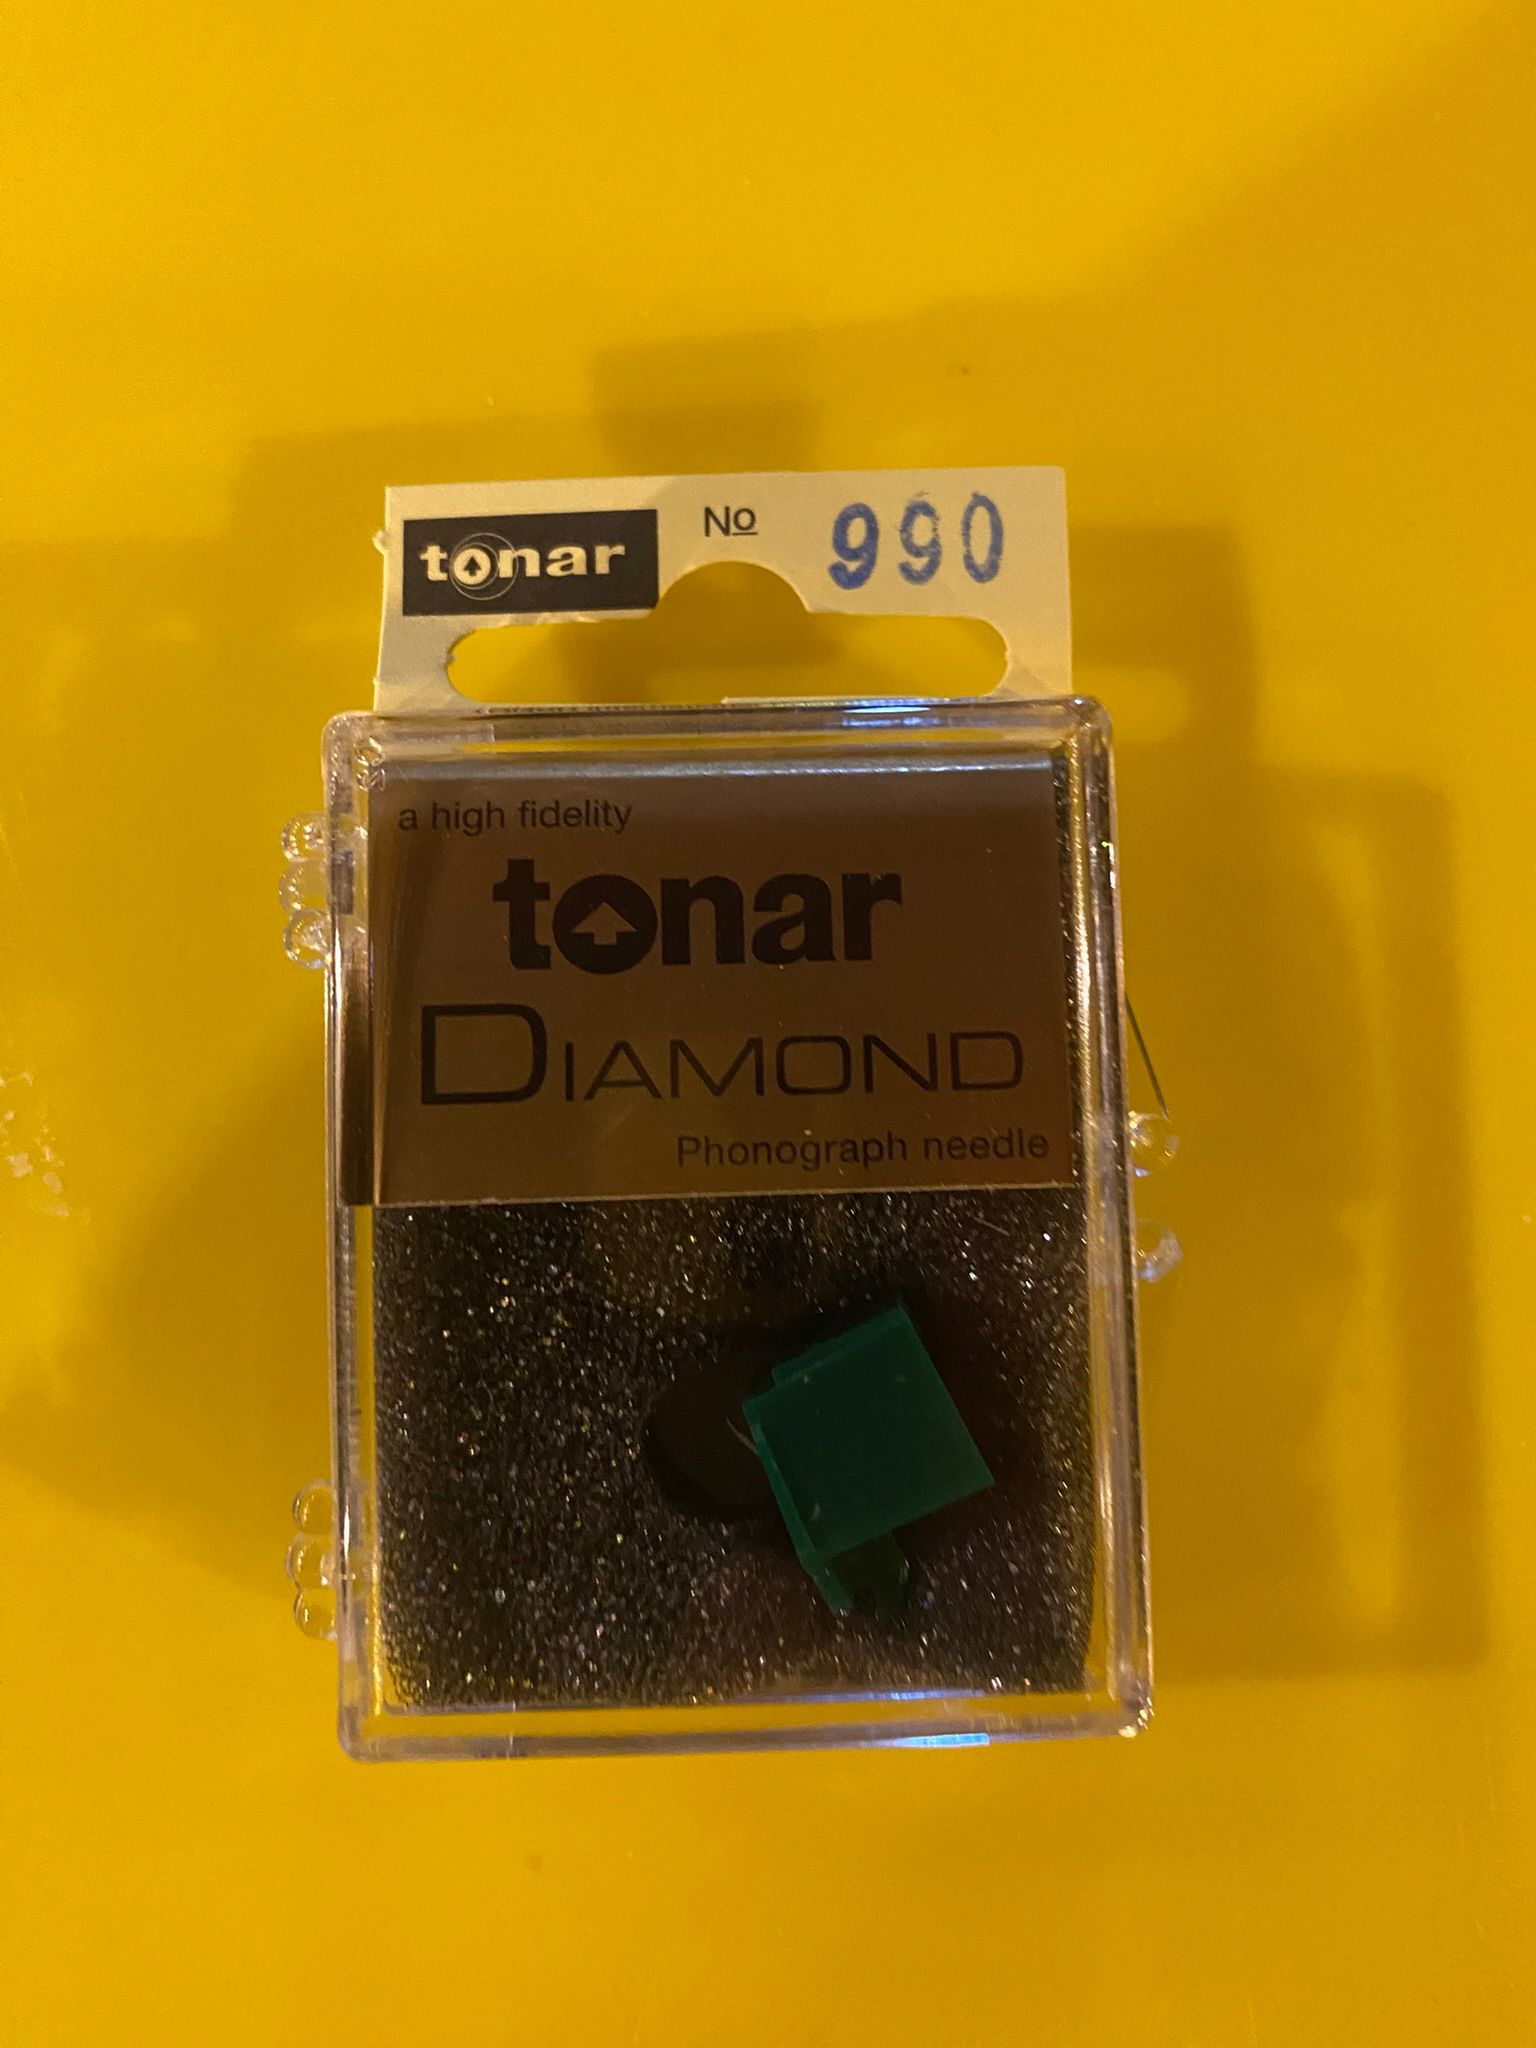 tonar
No 990
a high fidelity
tonar
DIAMOND
Phonograph needle